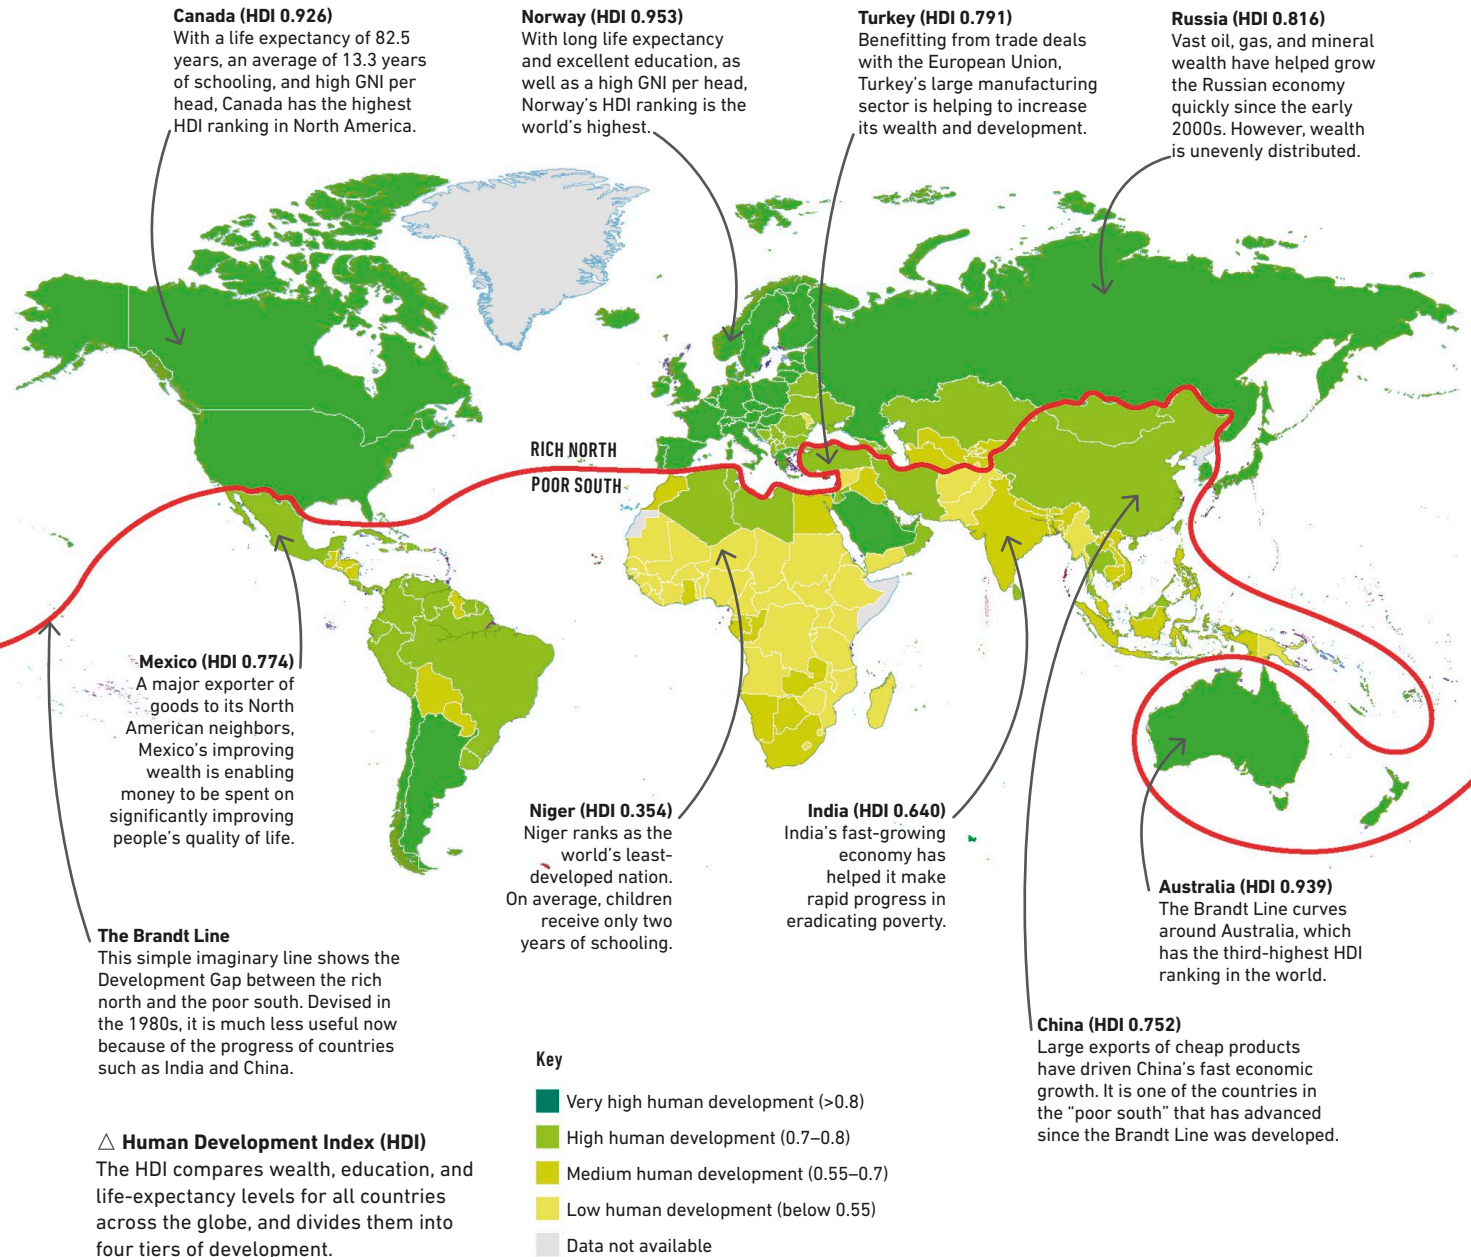 Canada (HDI 0.926)
With a life expectancy of 82.5
years, an average of 13.3 years
of schooling, and high GNI per
head, Canada has the highest
HDI ranking in North America.
Norway (HDI 0.953)
With long life expectancy
and excellent education, as
well as a high GNI per head,
Norway's HDI ranking is the
world's highest.
Turkey (HDI 0.791)
Benefitting from trade deals
with the European Union,
Turkey's large manufacturing
sector is helping to increase
its wealth and development.
Russia (HDI 0.816)
Vast oil, gas, and mineral
wealth have helped grow
the Russian economy
quickly since the early
2000s. However, wealth
is unevenly distributed.
RICH NORTH
POOR SOUTH
Mexico (HDI 0.774)
A major exporter of
goods to its North
American neighbors,
Mexico's improving
wealth is enabling
money to be spent on
significantly improving
people's quality of life.
Niger (HDI 0.354)
Niger ranks as the
world's least-
developed nation.
On average, children
receive only two
years of schooling.
India (HDI 0.640)
India's fast-growing
economy has
helped it make
rapid progress in
eradicating poverty.
Australia (HDI 0.939)
The Brandt Line curves
around Australia, which
has the third-highest HDI
ranking in the world.
The Brandt Line
This simple imaginary line shows the
Development Gap between the rich
north and the poor south. Devised in
the 1980s, it is much less useful now
because of the progress of countries
such as India and China.
China (HDI 0.752)
Large exports of cheap products
have driven China's fast economic
growth. It is one of the countries in
the “poor south” that has advanced
since the Brandt Line was developed.
△ Human Development Index (HDI)
The HDI compares wealth, education, and
life-expectancy levels for all countries
across the globe, and divides them into
four tiers of development.
Key
Very high human development (>0.8)
High human development (0.7–0.8)
Medium human development (0.55–0.7)
Low human development (below 0.55)
Data not available